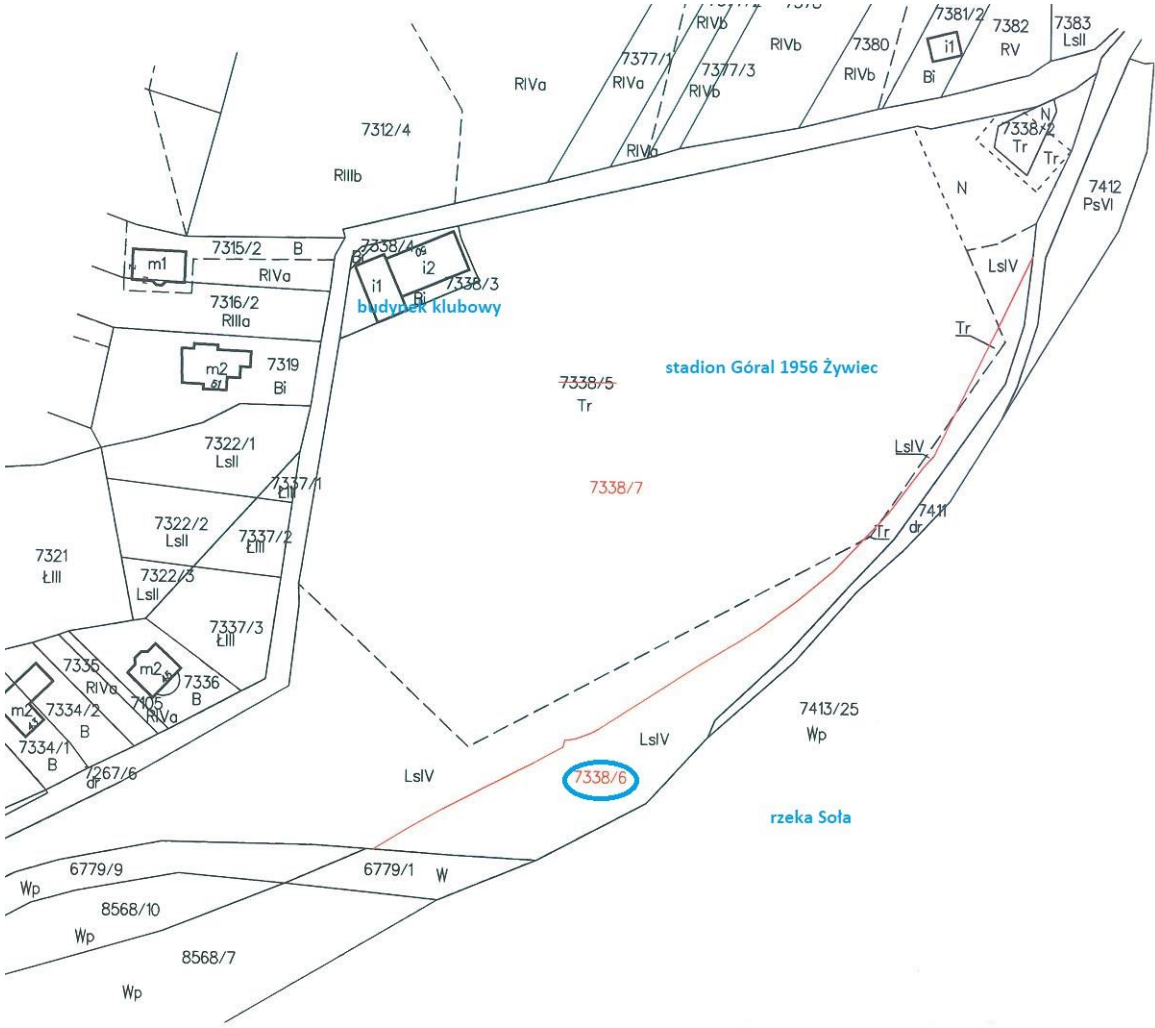 RIVb
7381/2
7382
RV
7383
LsII
7377/1
RIVa
RIVa
7377/3
RIVb
RIVb
7380
RIVb
i1
Bi
7312/4
RIIIb
RIVa
N
7338/2
Tr
Tr
N
7412
PsVI
7315/2
B
m1
RIVa
7338/4
Bi
50
i2
i1
7338/3
Bi
budynek klubowy
LsIV
7316/2
RIIIa
Tr
m2
51
7319
Bi
stadion Góral 1956 Żywiec
7338/5
Tr
7322/1
LsII
LsIV
7337/1
ŁIII
7338/7
7322/2
LsII
7337/2
ŁIII
7411
dr
Tr
7321
ŁIII
7322/3
LsII
7337/3
ŁIII
7335
RIVa
m2
45
7336
B
7105
RIVa
m2
43
7334/2
B
7334/1
B
7267/6
dr
7413/25
Wp
LsIV
LsIV
7338/6
rzeka Soła
6779/9
Wp
6779/1
W
8568/10
Wp
8568/7
Wp